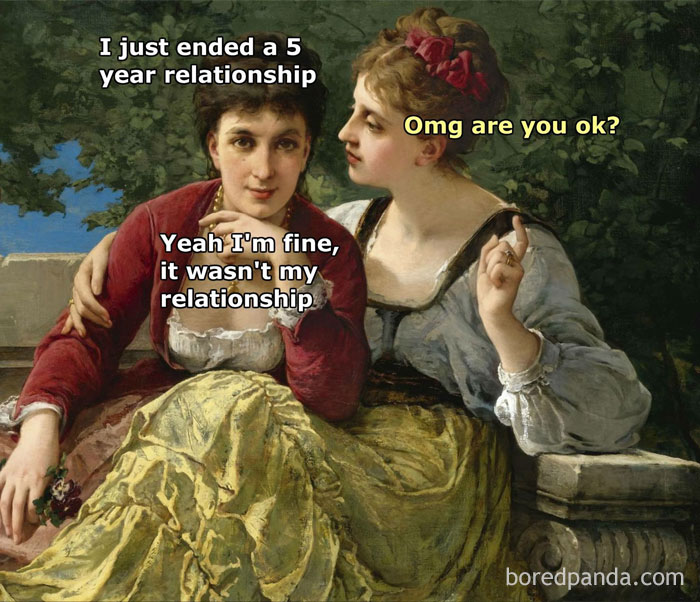 I just ended a 5
year relationship
Omg are you ok?
Yeah I'm fine,
it wasn't my
relationship
boredpanda.com